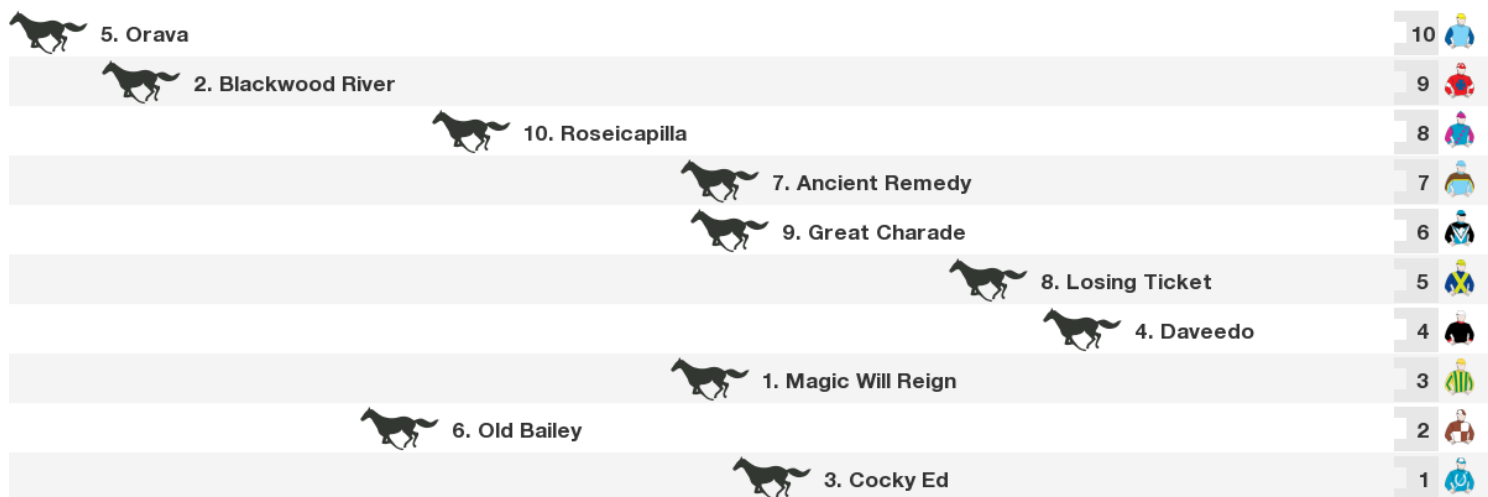 5. Orava 10
2. Blackwood River 9
10. Roseicapilla 8
7. Ancient Remedy 7
9. Great Charade 6
8. Losing Ticket 5
4. Daveedo 4
1. Magic Will Reign 3
6. Old Bailey 2
3. Cocky Ed 1